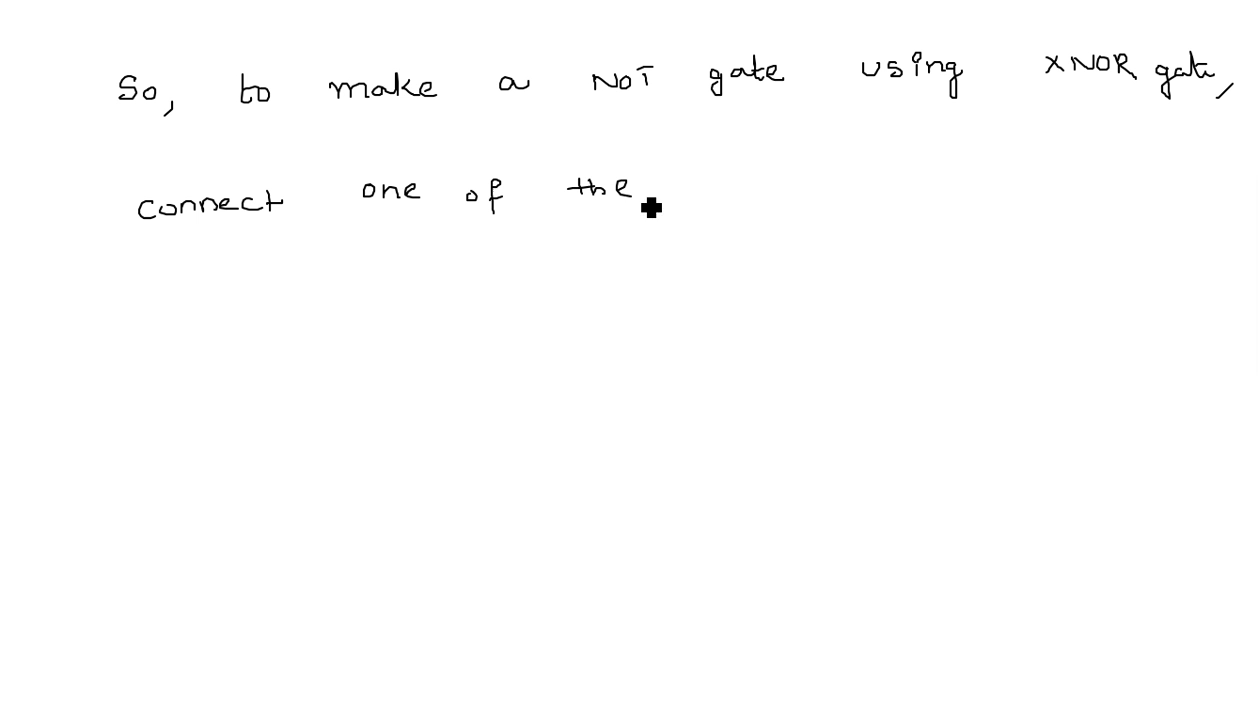 So, to make a NOT gate using XNOR gate,
connect one of the